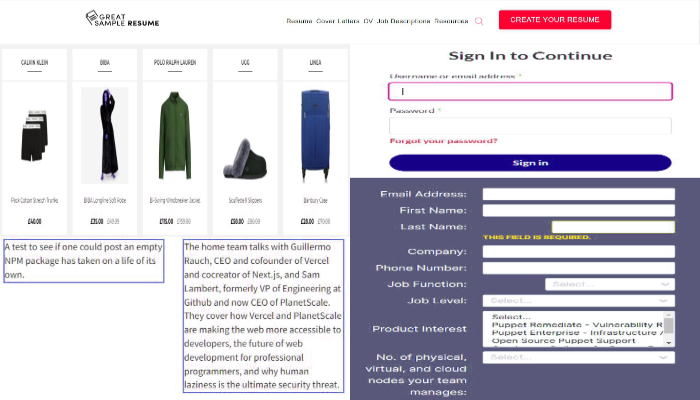 GREAT
SAMPLE RESUME
Resume Cover Letters CV Job Descriptions Resources
CREATE YOUR RESUME
CALVIN KLEIN
BIBA
POLO RALPH LAUREN
UGG
LINEA
Pack Cotton Stretch Trunks
BIBA Longline Soft Robe
Bi-Swing Windbreaker Jacket
Scuffette II Slippers
Banbury Case
£40.00
£35.00
£115.00
£90.00
£28.00 £70.00
A test to see if one could post an empty
NPM package has taken on a life of its
own.
The home team talks with Guillermo
Rauch, CEO and cofounder of Vercel
and cocreator of Next.js, and Sam
Lambert, formerly VP of Engineering at
Github and now CEO of PlanetScale.
They cover how Vercel and PlanetScale
are making the web more accessible to
developers, the future of web
development for professional
programmers, and why human
laziness is the ultimate security threat.
Sign In to Continue
Username or email address *
Password *
Forgot your password?
Sign in
Email Address:
First Name:
Last Name:
THIS FIELD IS REQUIRED.
Company:
Phone Number:
Job Function:
Select...
Job Level:
Select...
Product Interest
Select...
Puppet Remediate - Vulnerability R
Puppet Enterprise - Infrastructure /
Open Source Puppet Support
No. of physical,
virtual, and cloud
nodes your team
manages:
Select...